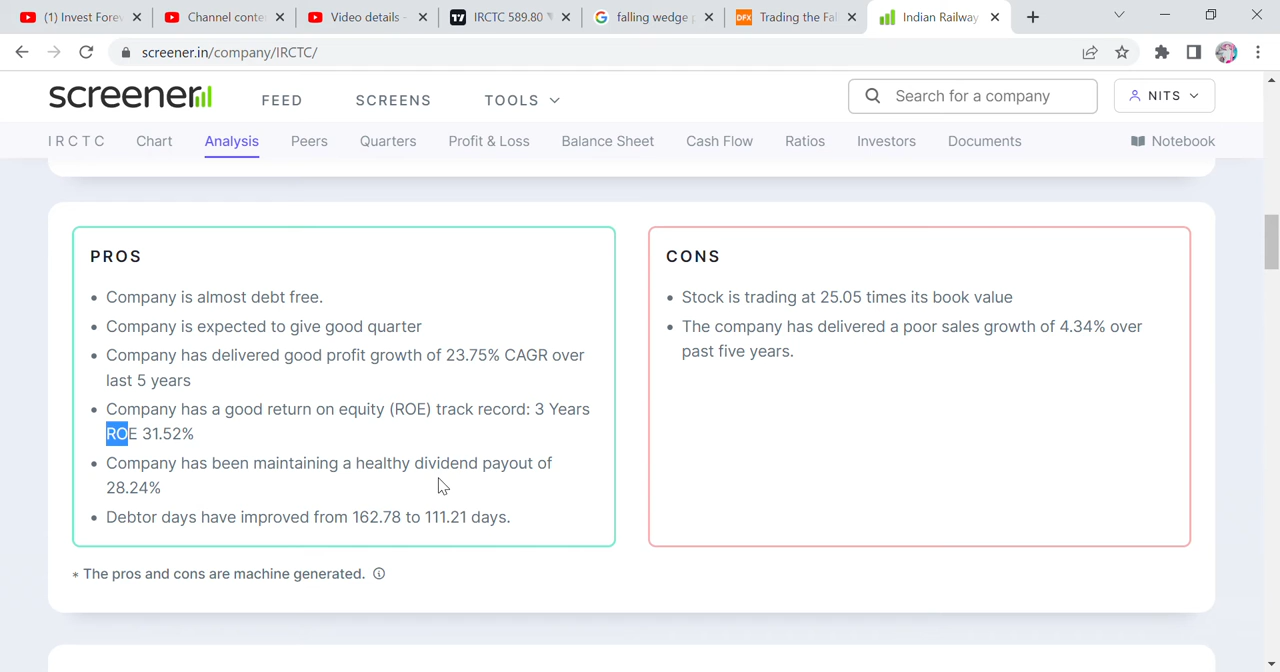 (1) Invest Forev
Channel conte
Video details -
IRCTC 589.80
falling wedge p
Trading the Fal
Indian Railway
screener.in/company/IRCTC/
screener
FEED
SCREENS
TOOLS
Search for a company
NITS
I R C T C
Chart
Analysis
Peers
Quarters
Profit & Loss
Balance Sheet
Cash Flow
Ratios
Investors
Documents
Notebook
PROS
Company is almost debt free.
Company is expected to give good quarter
Company has delivered good profit growth of 23.75% CAGR over
last 5 years
Company has a good return on equity (ROE) track record: 3 Years
ROE 31.52%
Company has been maintaining a healthy dividend payout of
28.24%
Debtor days have improved from 162.78 to 111.21 days.
CONS
Stock is trading at 25.05 times its book value
The company has delivered a poor sales growth of 4.34% over
past five years.
* The pros and cons are machine generated.